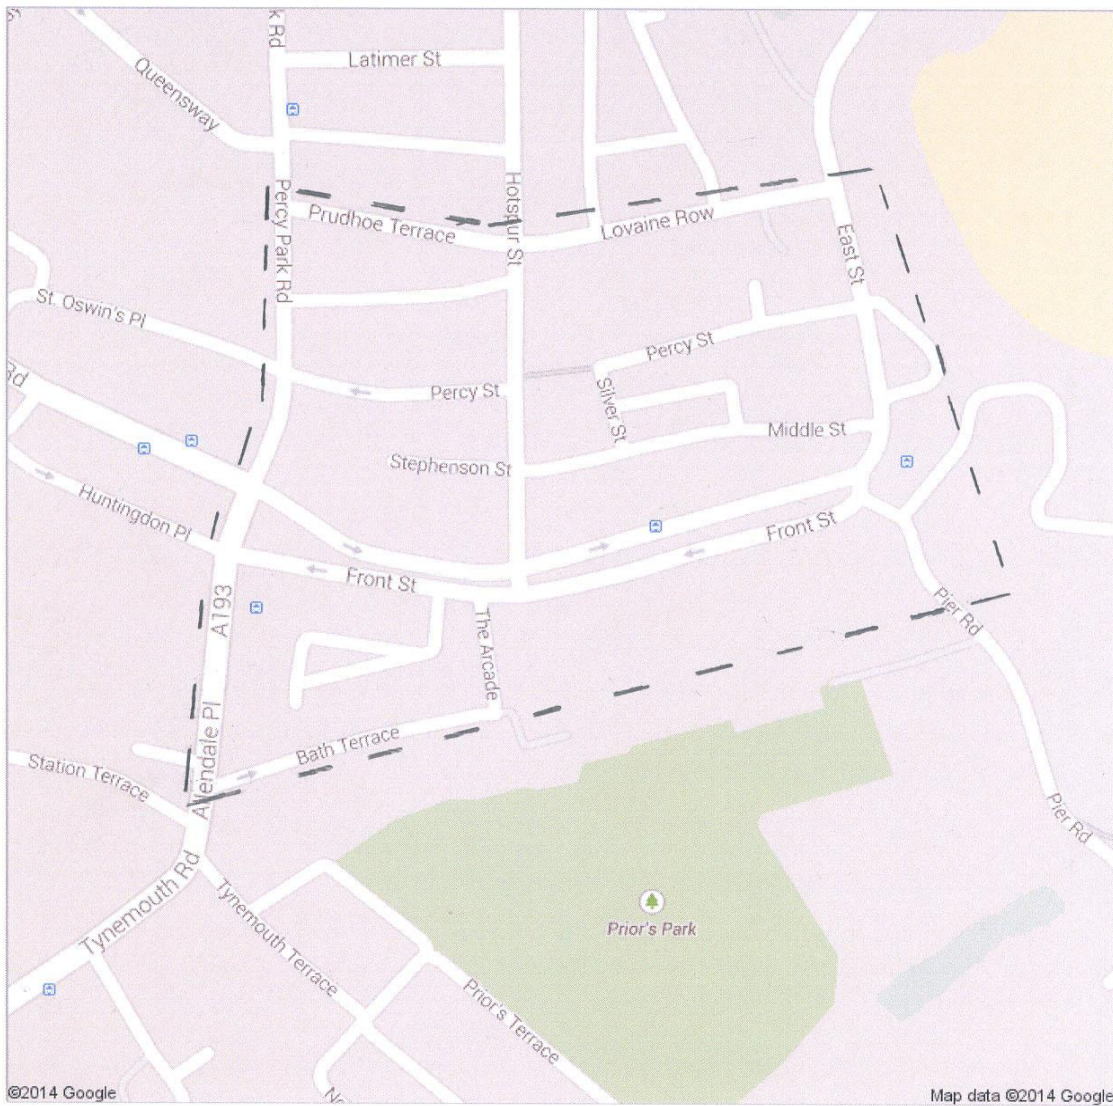 k Rd
Latimer St
Queensway
Percy Park Rd
Hotspur St
Prudhoe Terrace
Lovaine Row
East St
St. Oswin's Pl
Percy St
Percy St
Silver St
Rd
Middle St
Stephenson St
Huntingdon Pl
Front St
Front St
A193
The Arcade
Pier Rd
Allendale Pl
Bath Terrace
Station Terrace
Pier Rd
Tynemouth Rd
Tynemouth Terrace
Prior's Park
Prior's Terrace
©2014 Google
Map data ©2014 Google